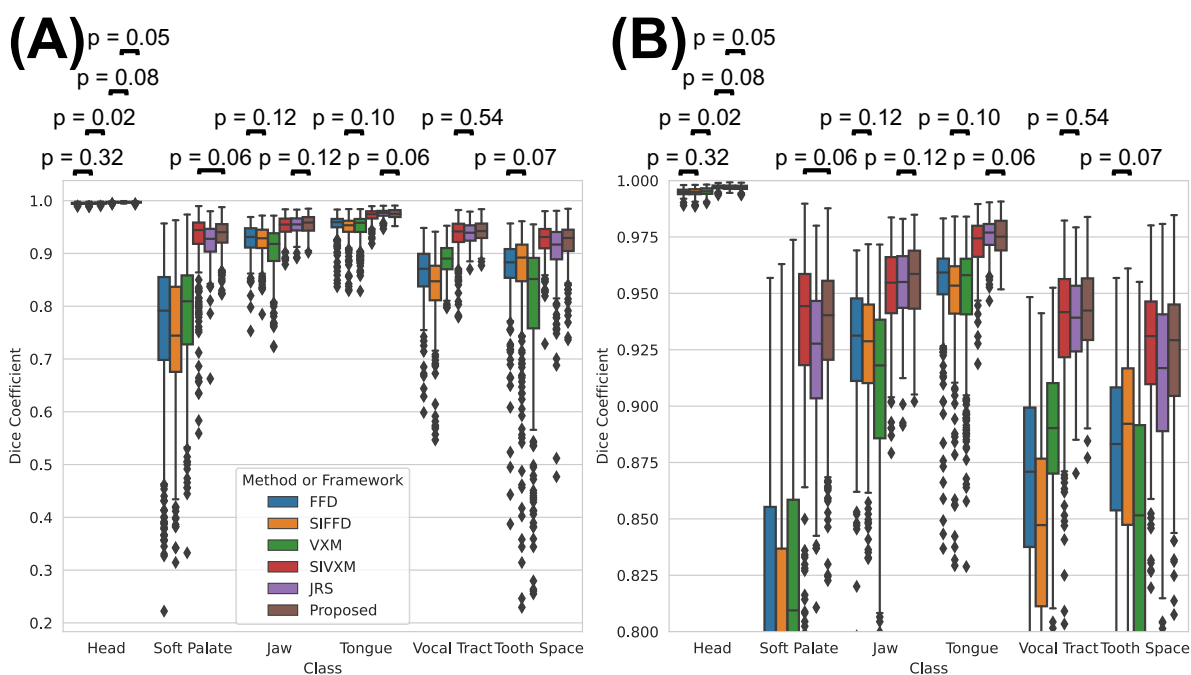 (A)
p = 0.05
p = 0.08
p = 0.02
p = 0.12
p = 0.10
p = 0.54
p = 0.32
p = 0.06
p = 0.12
p = 0.06
p = 0.07
1.0
0.9
0.8
0.7
0.6
0.5
0.4
0.3
0.2
Dice Coefficient
Method or Framework
FFD
SIFFD
VXM
SIVXM
JRS
Proposed
Head
Soft Palate
Jaw
Tongue
Vocal Tract
Tooth Space
Class
(B)
p = 0.05
p = 0.08
p = 0.02
p = 0.12
p = 0.10
p = 0.54
p = 0.32
p = 0.06
p = 0.12
p = 0.06
p = 0.07
1.000
0.975
0.950
0.925
0.900
0.875
0.850
0.825
0.800
Dice Coefficient
Head
Soft Palate
Jaw
Tongue
Vocal Tract
Tooth Space
Class